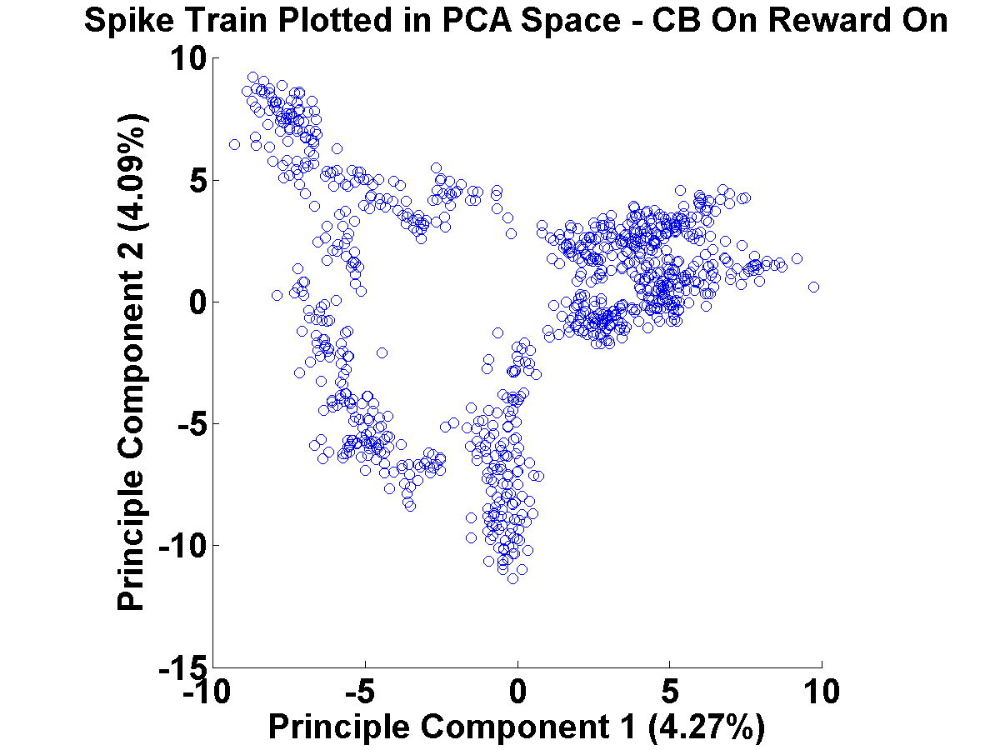 Spike Train Plotted in PCA Space - CB On Reward On
10
5
0
-5
-10
-15
Principle Component 2 (4.09%)
-10 -5 0 5 10
Principle Component 1 (4.27%)